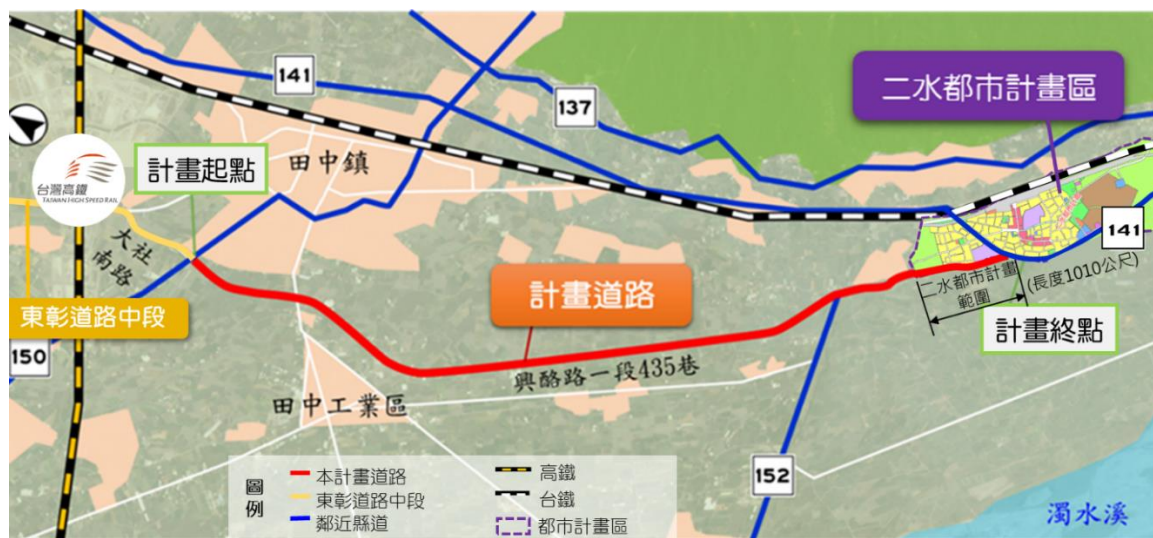 141
137
二水都市計畫區
田中鎮
計畫起點
台灣高鐵
TAIWAN HIGH SPEED RAIL
大社
南路
141
計畫道路
二水都市計畫
範圍
(長度1010公尺)
東彰道路中段
計畫終點
150
興酪路一段435巷
田中工業區
152
圖
例
本計畫道路
東彰道路中段
鄰近縣道
高鐵
台鐵
都市計畫區
濁水溪